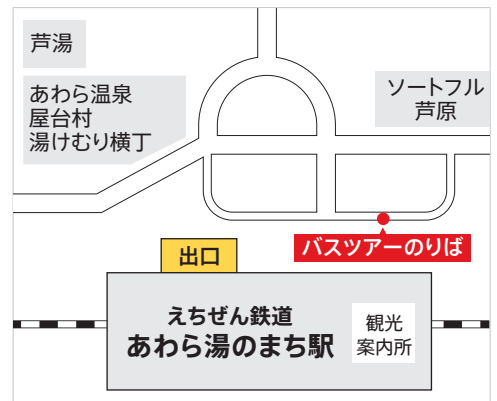 芦湯
あわら温泉
屋台村
湯けむり横丁
ソートフル
芦原
バスツアーのりば
出口
えちぜん鉄道
あわら湯のまち駅
観光
案内所